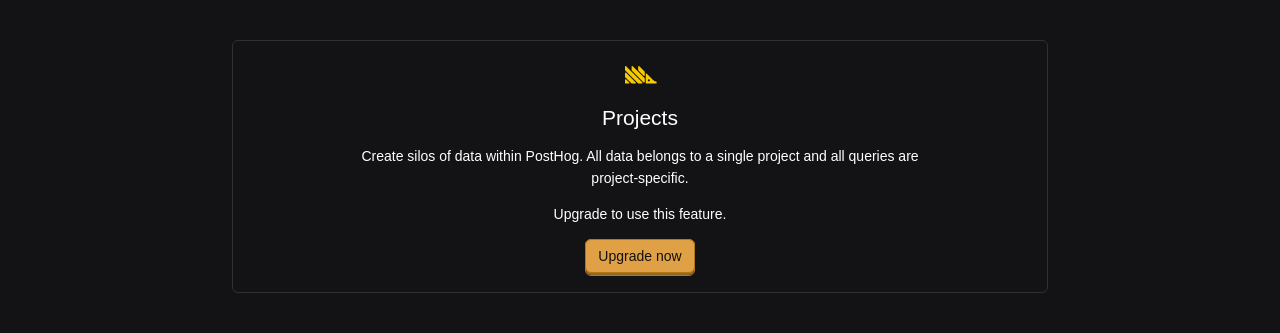 Projects
Create silos of data within PostHog. All data belongs to a single project and all queries are
project-specific.
Upgrade to use this feature.
Upgrade now